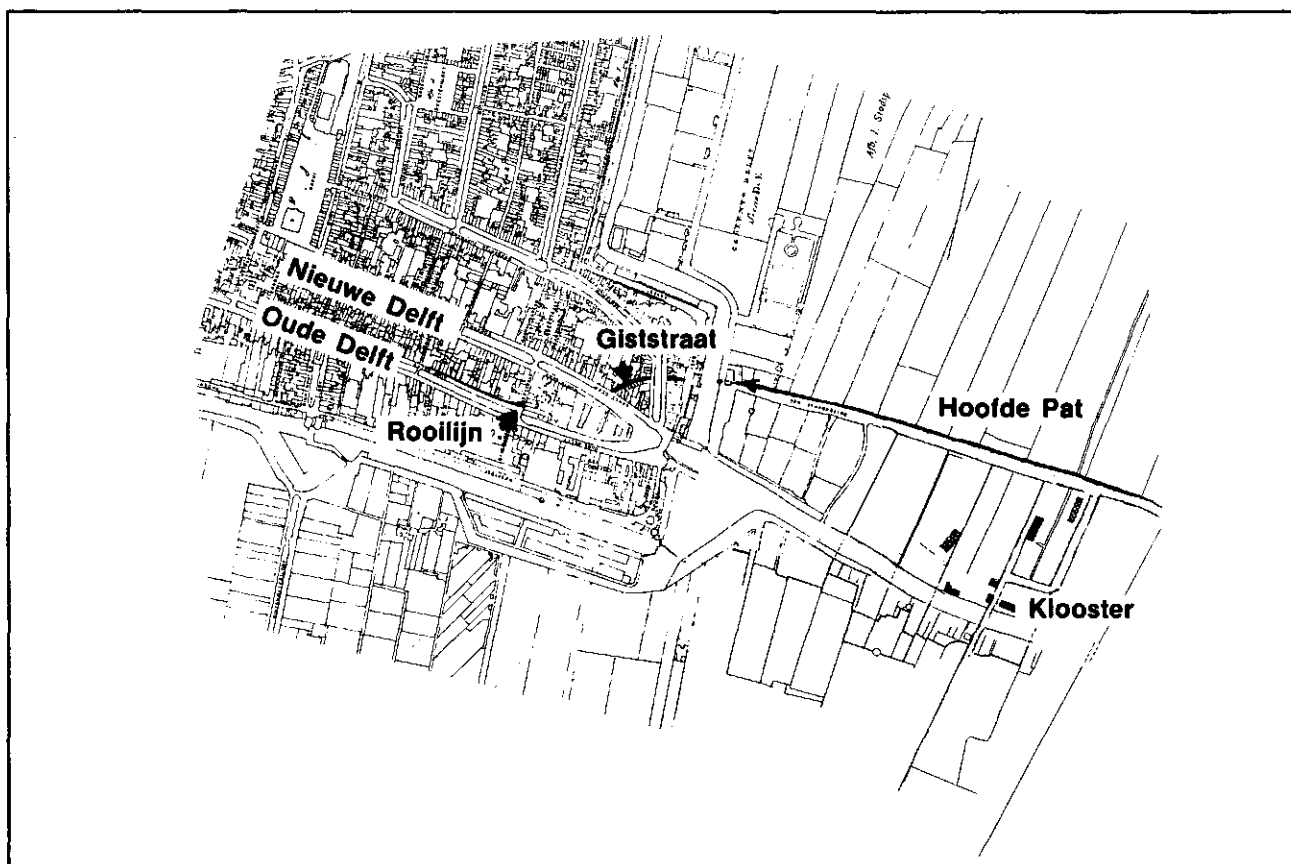 Nieuwe Delft
Oude Delft
Giststraat
Rooilijn
Hoofde Pat
Klooster